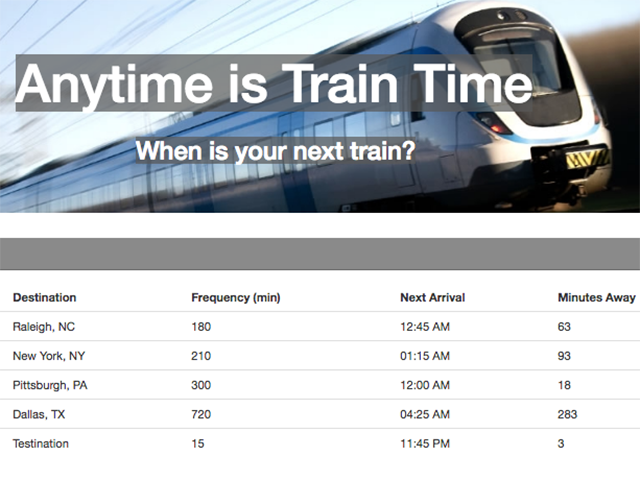 Anytime is Train Time
When is your next train?
Destination Frequency (min) Next Arrival Minutes Away
Raleigh, NC 180 12:45 AM 63
New York, NY 210 01:15 AM 93
Pittsburgh, PA 300 12:00 AM 18
Dallas, TX 720 04:25 AM 283
Testination 15 11:45 PM 3